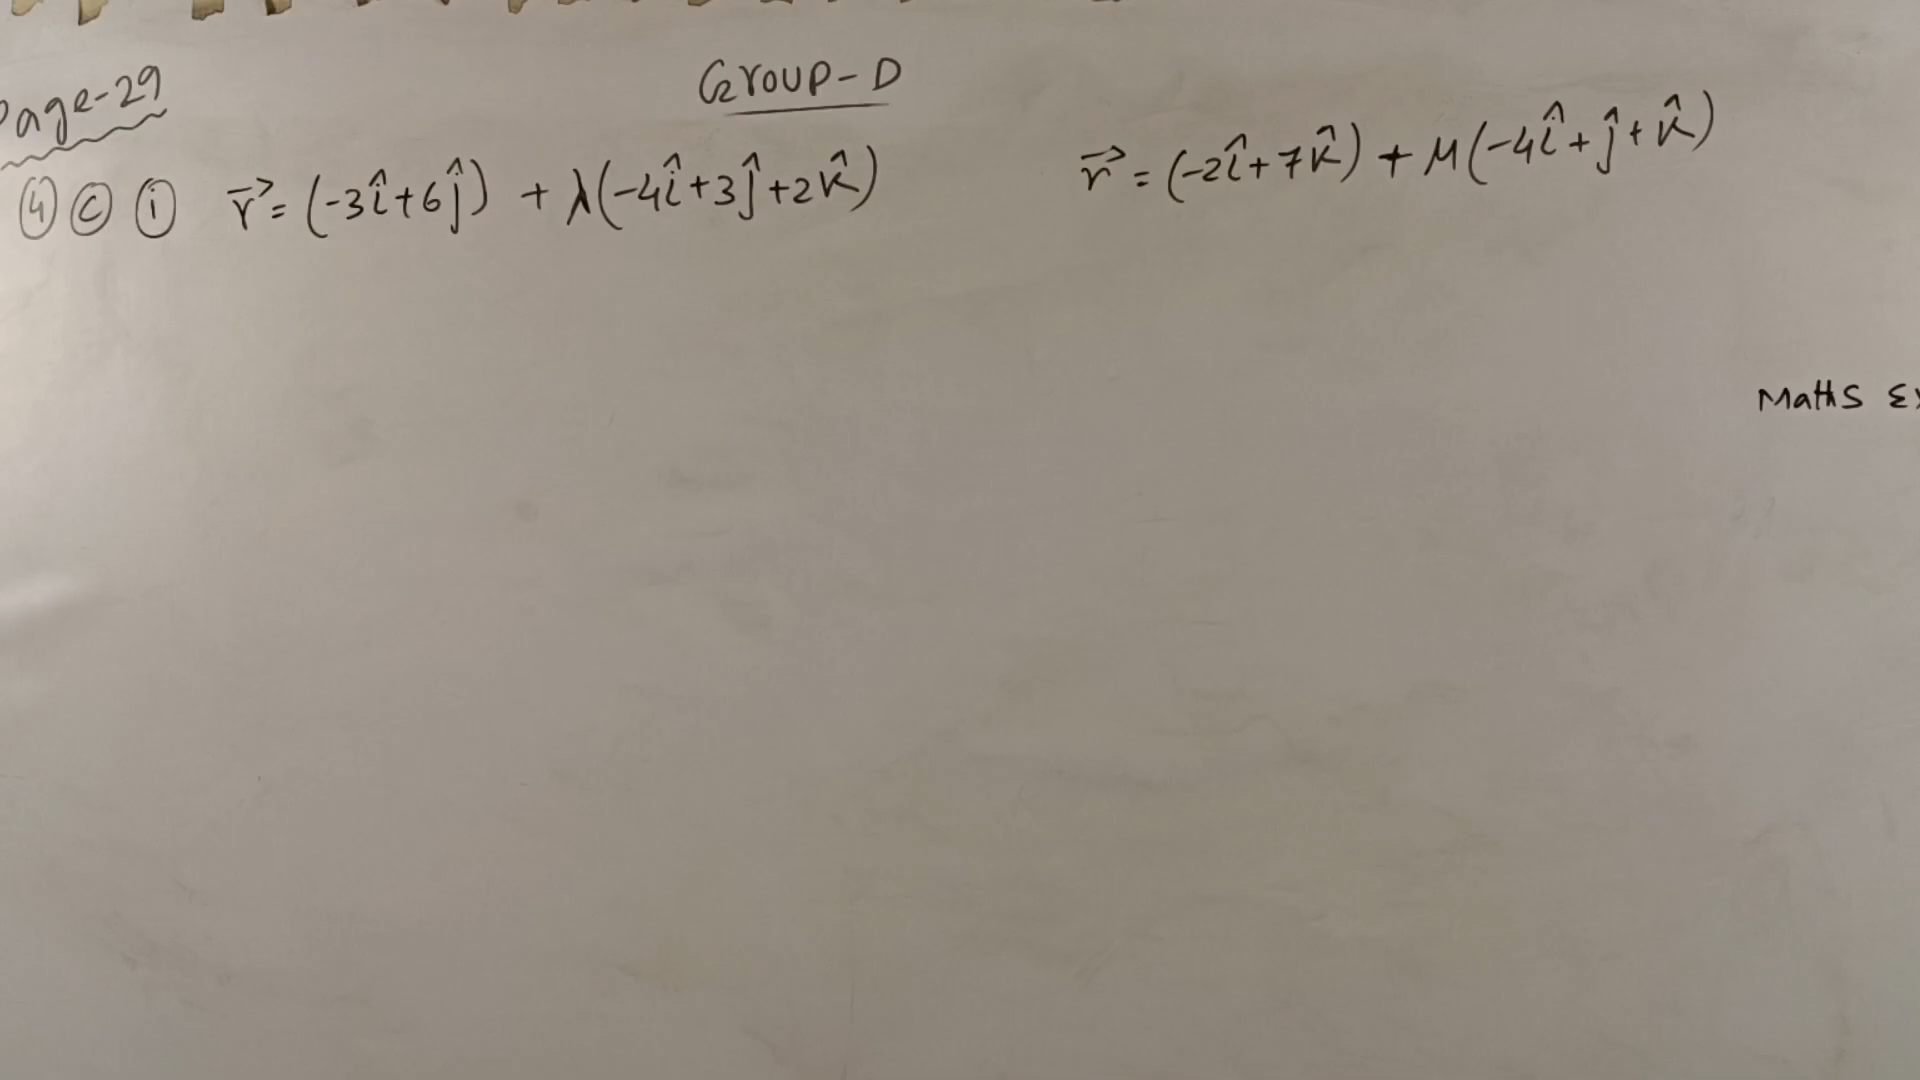 Page-29
Group-D
(4) (c) (i) r⃗ = (-3î+6ĵ) + λ(-4î+3ĵ+2k̂) r⃗ = (-2î+7k̂) + μ(-4î+ĵ+k̂)
Maths